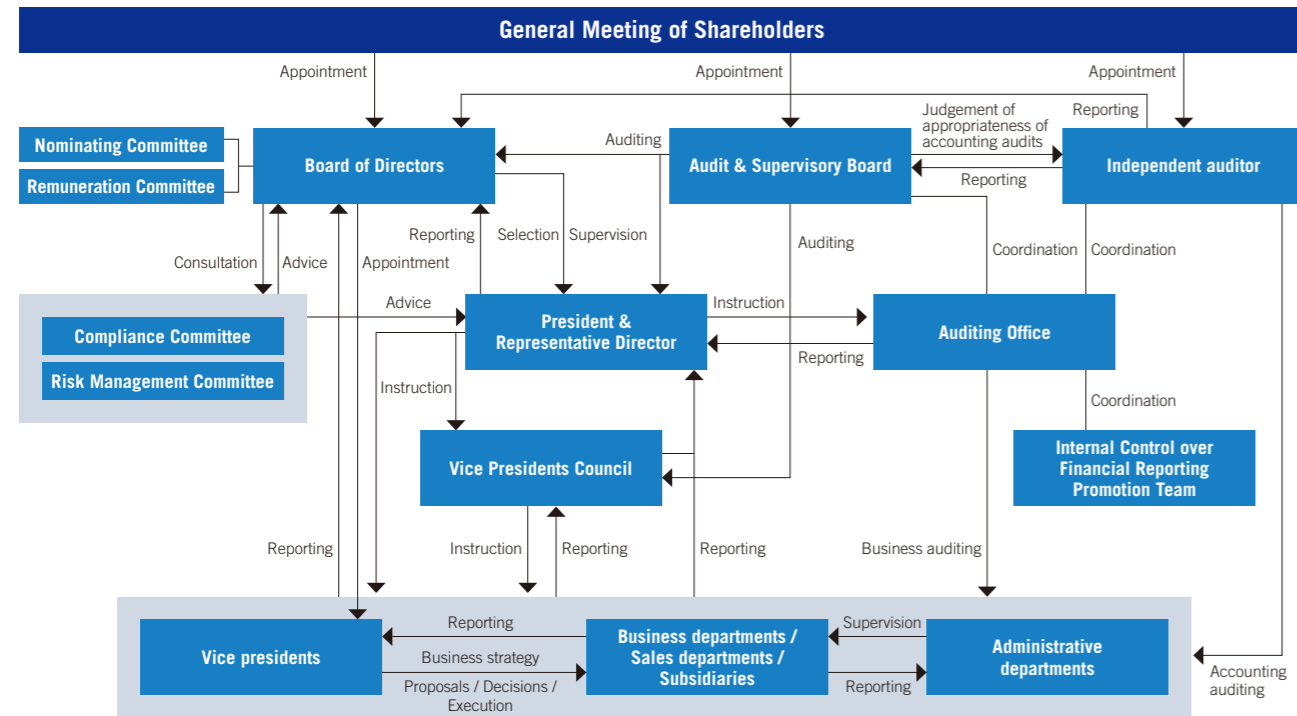 General Meeting of Shareholders
Appointment
Appointment
Appointment
Nominating Committee
Remuneration Committee
Board of Directors
Auditing
Audit & Supervisory Board
Judgement of
appropriateness of
accounting audits
Reporting
Reporting
Independent auditor
Consultation
Advice
Appointment
Reporting
Selection
Supervision
Auditing
Coordination
Coordination
Compliance Committee
Risk Management Committee
Advice
President &
Representative Director
Instruction
Reporting
Auditing Office
Instruction
Coordination
Vice Presidents Council
Internal Control over
Financial Reporting
Promotion Team
Reporting
Instruction
Reporting
Reporting
Business auditing
Vice presidents
Reporting
Business strategy
Proposals / Decisions /
Execution
Business departments /
Sales departments /
Subsidiaries
Supervision
Reporting
Administrative
departments
Accounting
auditing